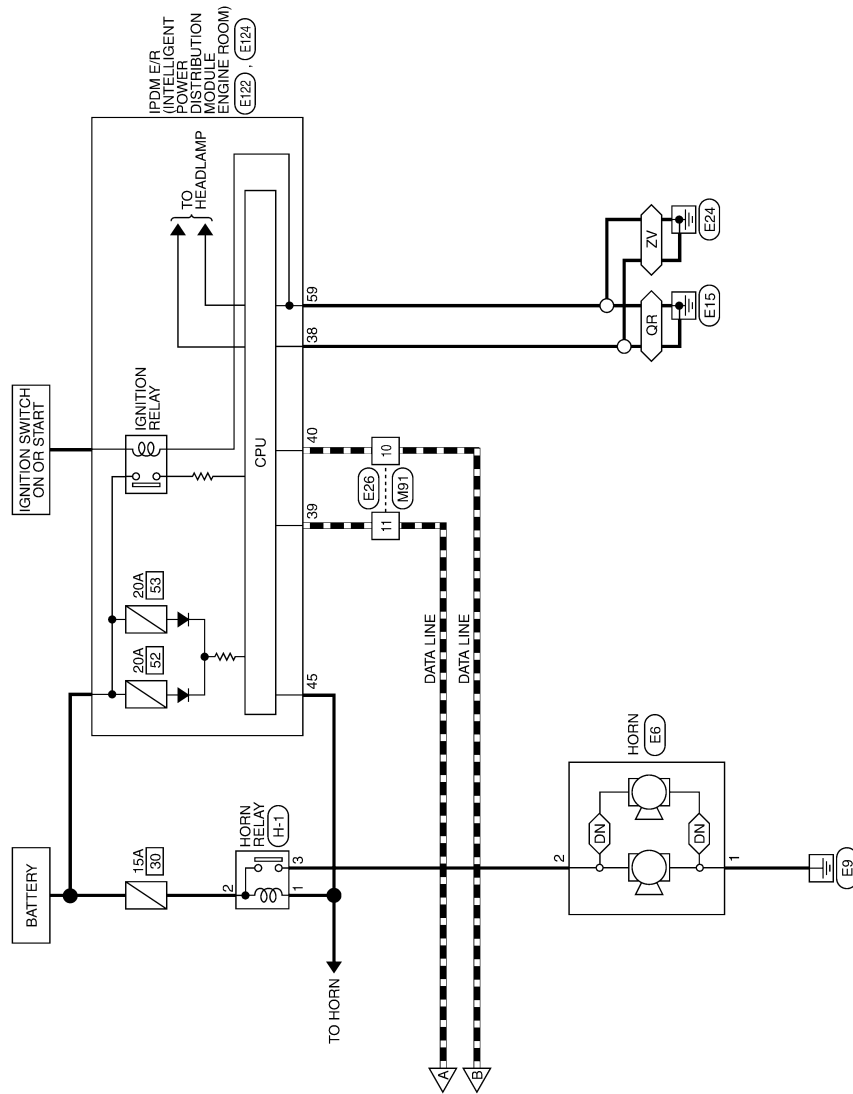 IGNITION SWITCH
ON OR START
BATTERY
IPDM E/R
(INTELLIGENT
POWER
DISTRIBUTION
MODULE
ENGINE ROOM)
E122 , E124
TO
HEADLAMP
IGNITION
RELAY
20A
53
20A
52
15A
30
CPU
HORN
RELAY
H-1
2
1
3
45
39
40
38
59
TO HORN
E26
M91
11
10
DATA LINE
DATA LINE
A
B
HORN
E6
2
DN
DN
1
E9
QR
ZV
E15
E24